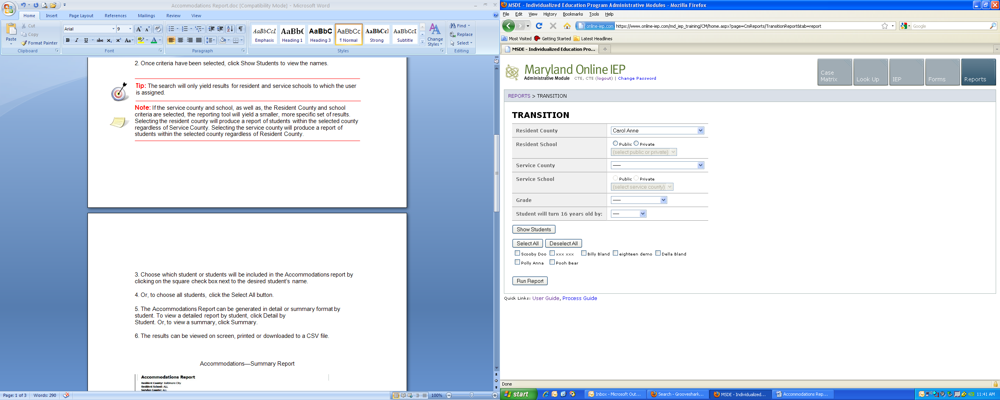 Accommodations Report.doc [Compatibility Mode] - Microsoft Word
Home Insert Page Layout References Mailings Review View
Paste Cut
Copy
Format Painter
Clipboard
Arial 9
Font
Paragraph
AaBbCcI AaBbC AaBbC AaBbCc AaBbCcl AaBbCcI
Emphasis Heading 1 Heading 3 ¶ Normal Strong Subtitle
Change Styles
Styles
Find
Replace
Select
Editing
2. Once criteria have been selected, click Show Students to view the names.
Tip: The search will only yield results for resident and service schools to which the user
is assigned.
Note: If the service county and school, as well as, the Resident County and school
criteria are selected, the reporting tool will yield a smaller, more specific set of results.
Selecting the resident county will produce a report of students within the selected county
regardless of Service County. Selecting the service county will produce a report of
students within the selected county regardless of Resident County.
3. Choose which student or students will be included in the Accommodations report by
clicking on the square check box next to the desired student's name.
4. Or, to choose all students, click the Select All button.
5. The Accommodations Report can be generated in detail or summary format by
student. To view a detailed report by student, click Detail by
Student. Or, to view a summary, click Summary.
6. The results can be viewed on screen, printed or downloaded to a CSV file.
Accommodations—Summary Report
Accommodations Report
Resident County: Baltimore City
Resident School: ALL
Service County: ALL
Page: 1 of 3 Words: 290 100%
MSDE - Individualized Education Program Administrative Modules - Mozilla Firefox
File Edit View History Bookmarks Tools Help
online-iep.com https://www.online-iep.com/md_iep_training/CM/home.aspx?page=CmReports/TransitionReport&tab=report
Google
Most Visited Getting Started Latest Headlines
MSDE - Individualized Education Pro...
Maryland Online IEP
Administrative Module CTE, CTE (logout) | Change Password
Case Matrix Look Up IEP Forms Reports
REPORTS > TRANSITION
TRANSITION
Resident County Carol Anne
Resident School Public Private
(select public or private)
Service County -----
Service School Public Private
(select service county)
Grade -----
Student will turn 16 years old by: ----
Show Students
Select All Deselect All
Scooby Doo xxx xxx Billy Bland eighteen demo Della Bland
Polly Anna Pooh Bear
Run Report
Quick Links: User Guide, Process Guide
Done
start Inbox - Microsoft Out... Search - Grooveshark... MSDE - Individualized... Accommodations Rep... 11:41 AM